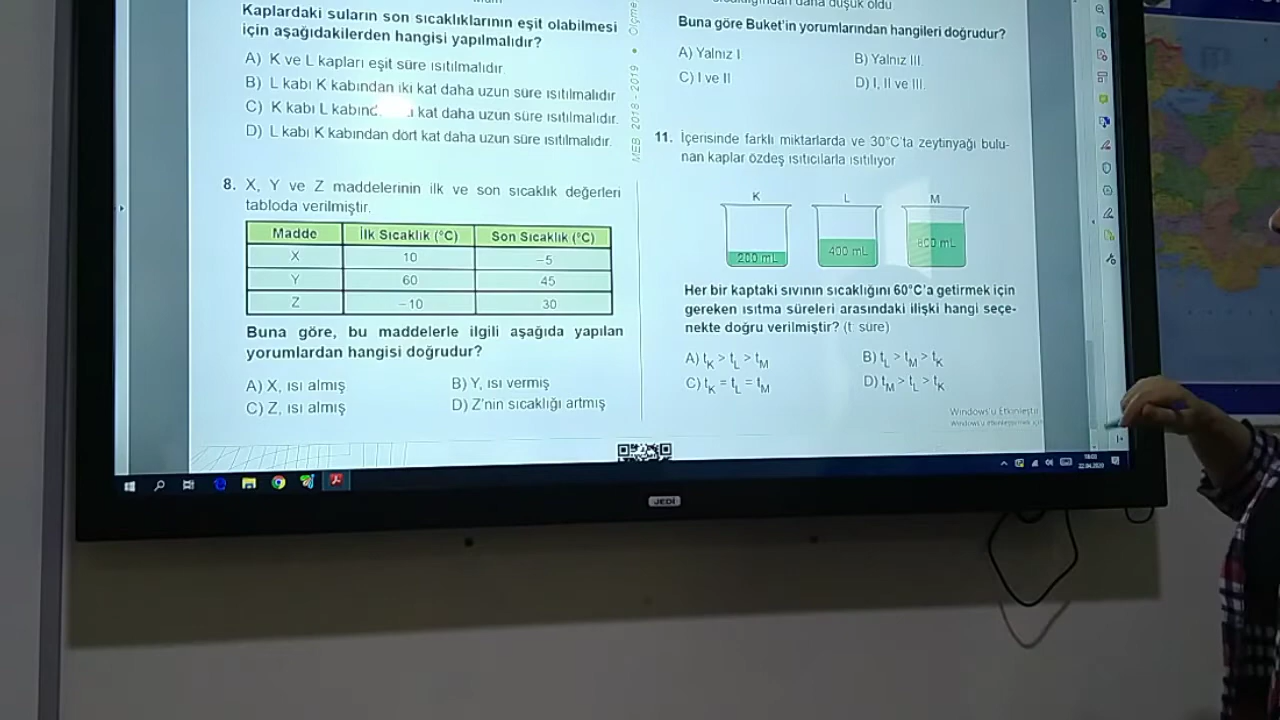 Kaplardaki suların son sıcaklıklarının eşit olabilmesi
için aşağıdakilerden hangisi yapılmalıdır?
A) K ve L kapları eşit süre ısıtılmalıdır.
B) L kabı K kabından iki kat daha uzun süre ısıtılmalıdır
C) K kabı L kabınd kat daha uzun süre ısıtılmalıdır.
D) L kabı K kabından dört kat daha uzun süre ısıtılmalıdır.
8. X, Y ve Z maddelerinin ilk ve son sıcaklık değerleri
tabloda verilmiştir.
Madde İlk Sıcaklık (°C) Son Sıcaklık (°C)
X 10 -5
Y 60 45
Z -10 30
Buna göre, bu maddelerle ilgili aşağıda yapılan
yorumlardan hangisi doğrudur?
A) X, ısı almış
B) Y, ısı vermiş
C) Z, ısı almış
D) Z'nin sıcaklığı artmış
MEB 2018 - 2019 • Ölçme
daha düşük oldu
Buna göre Buket'in yorumlarından hangileri doğrudur?
A) Yalnız I
B) Yalnız III.
C) I ve II
D) I, II ve III.
11. İçerisinde farklı miktarlarda ve 30°C'ta zeytinyağı bulu-
nan kaplar özdeş ısıtıcılarla ısıtılıyor
K L M
200 mL 400 mL 800 mL
Her bir kaptaki sıvının sıcaklığını 60°C'a getirmek için
gereken ısıtma süreleri arasındaki ilişki hangi seçe-
nekte doğru verilmiştir? (t: süre)
A) tK > tL > tM
B) tL > tM > tK
C) tK = tL = tM
D) tM > tL > tK
Windows'u Etkinleştir
18:03
22.04.2020
JEDI